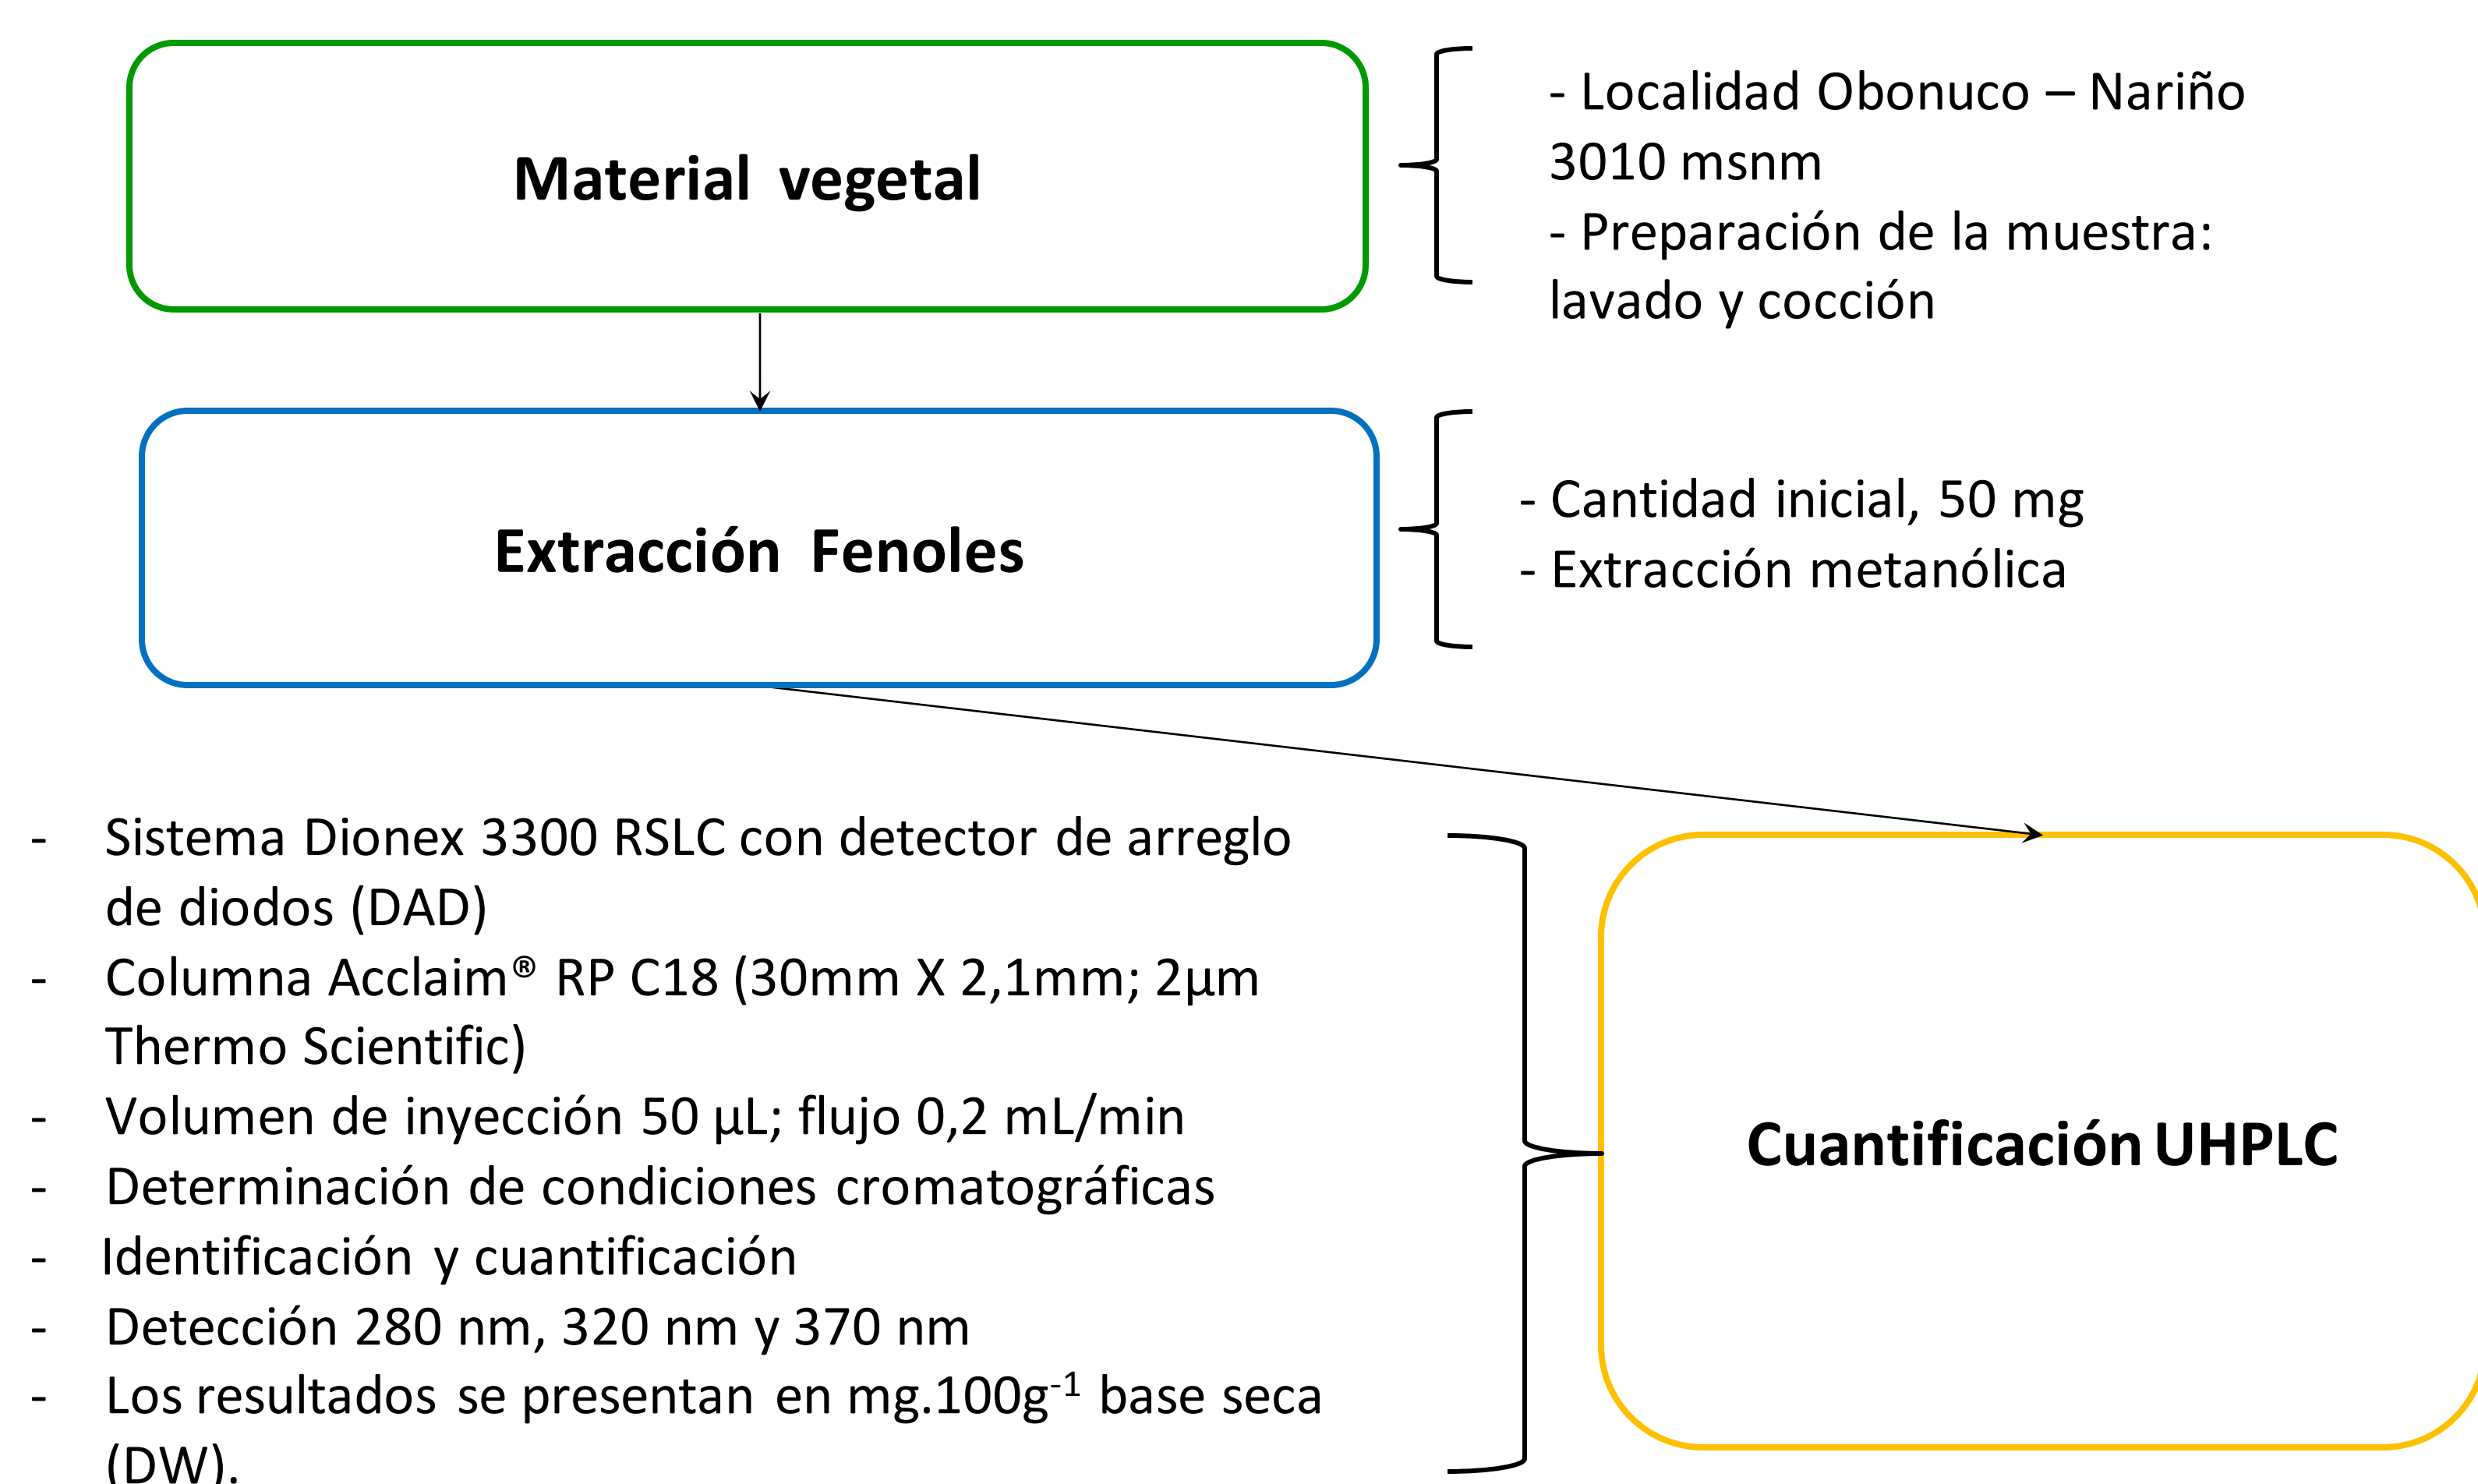 Material vegetal
- Localidad Obonuco – Nariño
3010 msnm
- Preparación de la muestra:
lavado y cocción
Extracción Fenoles
- Cantidad inicial, 50 mg
- Extracción metanólica
- Sistema Dionex 3300 RSLC con detector de arreglo
de diodos (DAD)
- Columna Acclaim® RP C18 (30mm X 2,1mm; 2µm
Thermo Scientific)
- Volumen de inyección 50 µL; flujo 0,2 mL/min
- Determinación de condiciones cromatográficas
- Identificación y cuantificación
- Detección 280 nm, 320 nm y 370 nm
- Los resultados se presentan en mg.100g⁻¹ base seca
(DW).
Cuantificación UHPLC